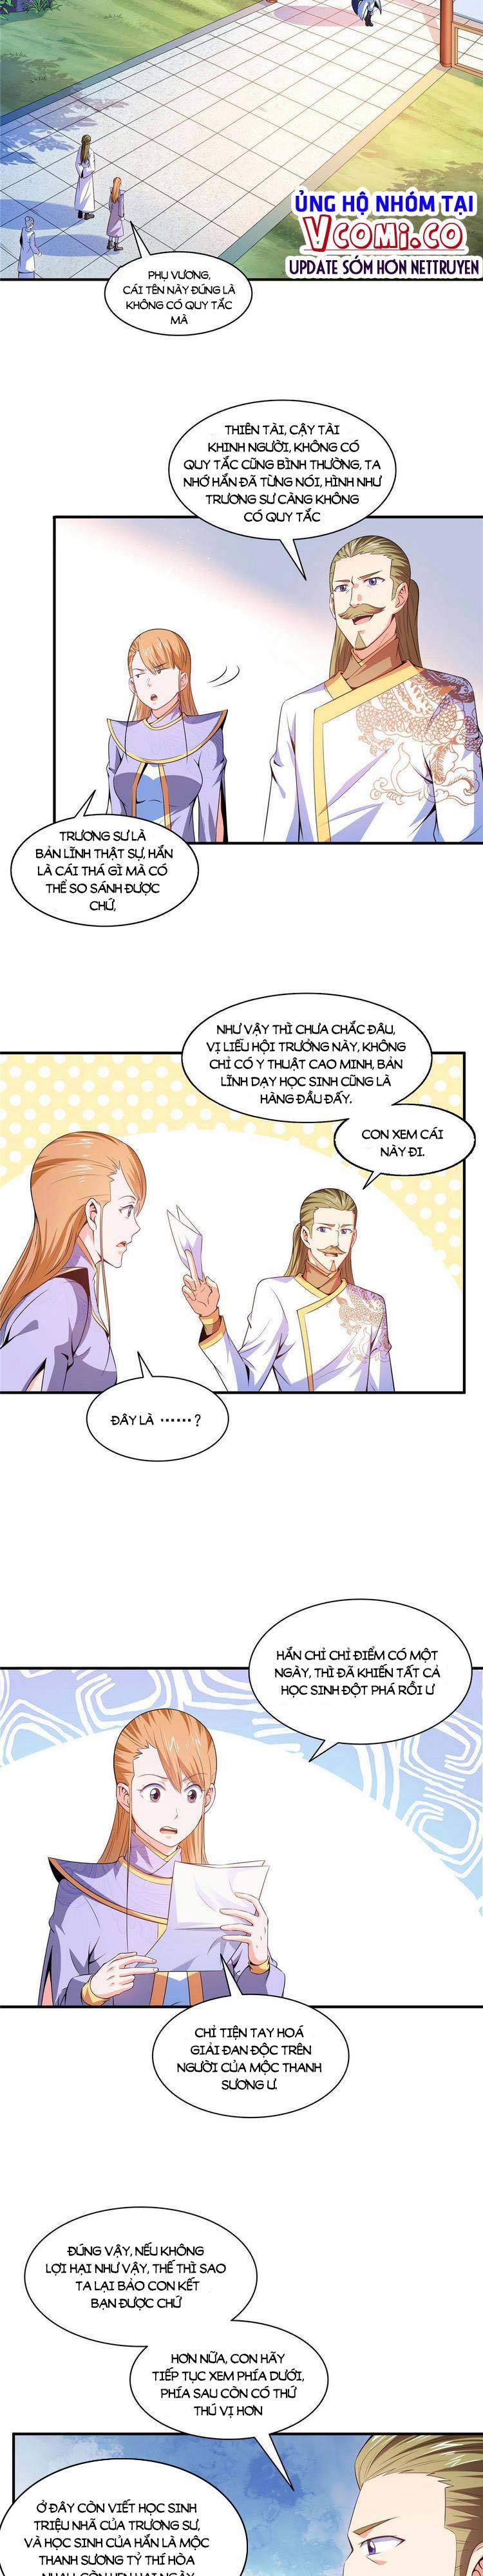 ỦNG HỘ NHÓM TẠI
VCOMI.CO
UPDATE SỚM HƠN NETTRUYEN
PHỤ VƯƠNG,
CÁI TÊN NÀY ĐÚNG LÀ
KHÔNG CÓ QUY TẮC
MÀ
THIÊN TÀI, CẬY TÀI
KHINH NGƯỜI, KHÔNG CÓ
QUY TẮC CŨNG BÌNH THƯỜNG, TA
NHỚ HẮN ĐÃ TỪNG NÓI, HÌNH NHƯ
TRƯƠNG SƯ CÀNG KHÔNG
CÓ QUY TẮC
TRƯƠNG SƯ LÀ
BẢN LĨNH THẬT SỰ, HẮN
LÀ CÁI THÁ GÌ MÀ CÓ
THỂ SO SÁNH ĐƯỢC
CHỨ,
NHƯ VẬY THÌ CHƯA CHẮC ĐÂU,
VỊ LIỄU HỘI TRƯỞNG NÀY, KHÔNG
CHỈ CÓ Y THUẬT CAO MINH, BẢN
LĨNH DẠY HỌC SINH CŨNG LÀ
HÀNG ĐẦU ĐẤY.
CON XEM CÁI
NÀY ĐI.
ĐÂY LÀ ······?
HẮN CHỈ CHỈ ĐIỂM CÓ MỘT
NGÀY, THÌ ĐÃ KHIẾN TẤT CẢ
HỌC SINH ĐỘT PHÁ RỒI Ư
CHỈ TIỆN TAY HOÁ
GIẢI ĐAN ĐỘC TRÊN
NGƯỜI CỦA MỘC THANH
SƯƠNG Ư.
ĐÚNG VẬY, NẾU KHÔNG
LỢI HẠI NHƯ VẬY, THẾ THÌ SAO
TA LẠI BẢO CON KẾT
BẠN ĐƯỢC CHỨ
HƠN NỮA, CON HÃY
TIẾP TỤC XEM PHÍA DƯỚI,
PHÍA SAU CÒN CÓ THỨ
THÚ VỊ HƠN
Ở ĐÂY CÒN VIẾT HỌC SINH
TRIỆU NHÃ CỦA TRƯƠNG SƯ,
VÀ HỌC SINH CỦA HẮN LÀ MỘC
THANH SƯƠNG TỶ THÍ HÒA
NHAU, CÒN HẸN HAI NGÀY